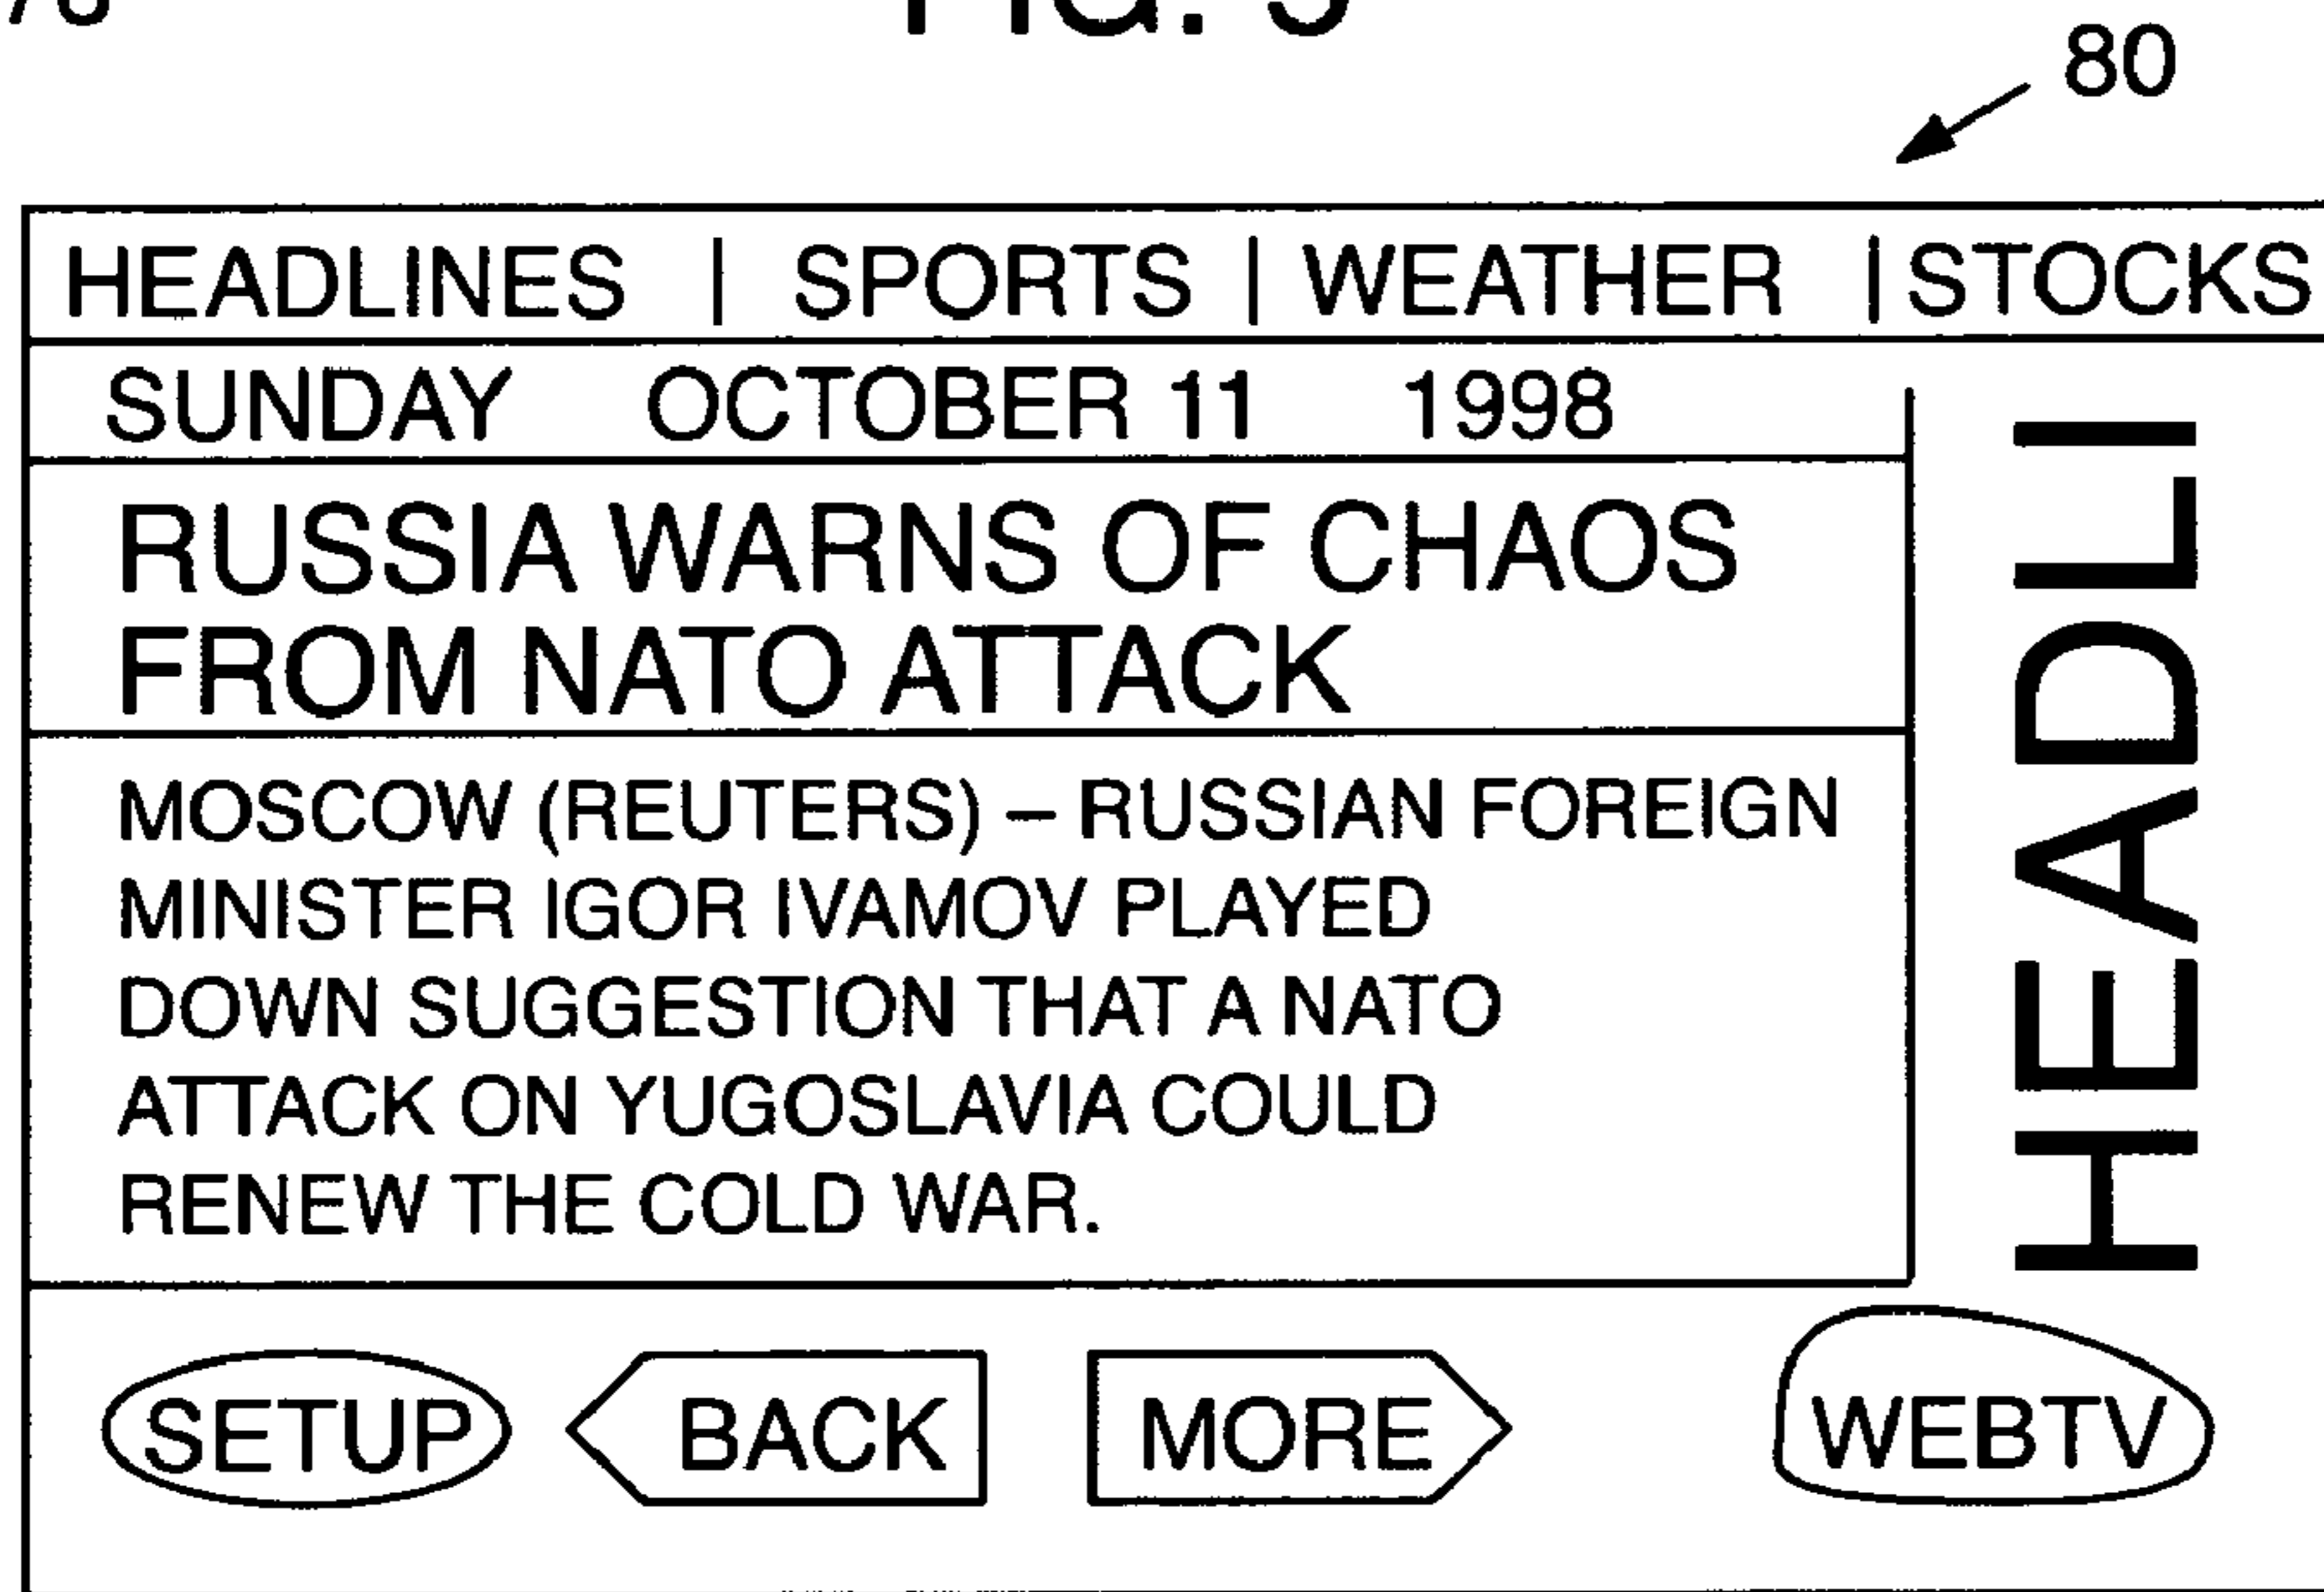 80
HEADLINES | SPORTS | WEATHER | STOCKS
SUNDAY OCTOBER 11 1998
RUSSIA WARNS OF CHAOS
FROM NATO ATTACK
MOSCOW (REUTERS) – RUSSIAN FOREIGN
MINISTER IGOR IVAMOV PLAYED
DOWN SUGGESTION THAT A NATO
ATTACK ON YUGOSLAVIA COULD
RENEW THE COLD WAR.
HEADLI
SETUP BACK MORE WEBTV